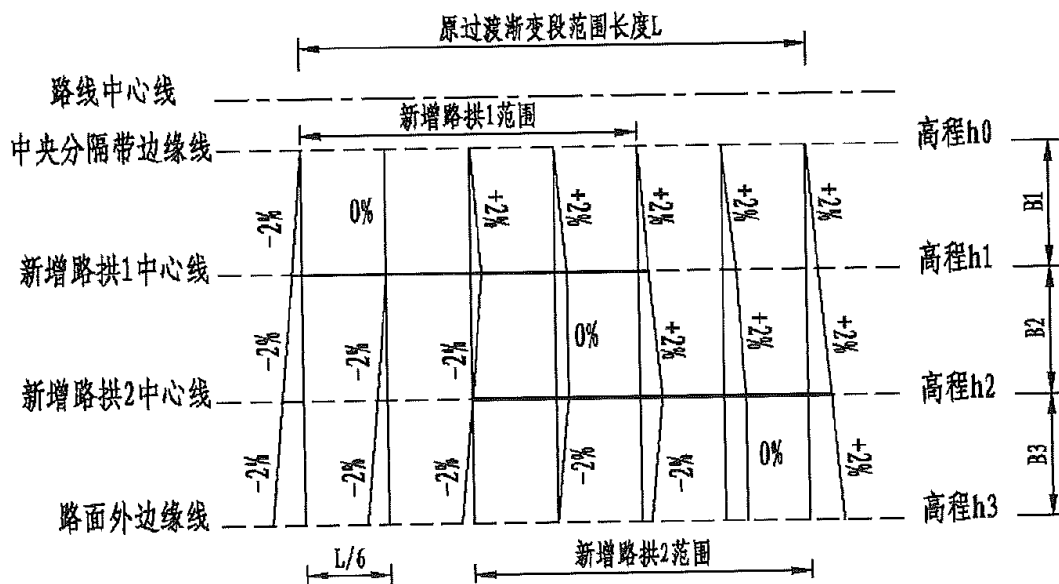 原过渡渐变段范围长度L
路线中心线
新增路拱1范围
中央分隔带边缘线
高程h0
-2%
0%
+2%
+2%
+2%
+2%
+2%
B1
新增路拱1中心线
高程h1
-2%
-2%
-2%
0%
+2%
+2%
+2%
B2
新增路拱2中心线
高程h2
-2%
-2%
-2%
-2%
-2%
0%
+2%
B3
路面外边缘线
高程h3
L/6
新增路拱2范围